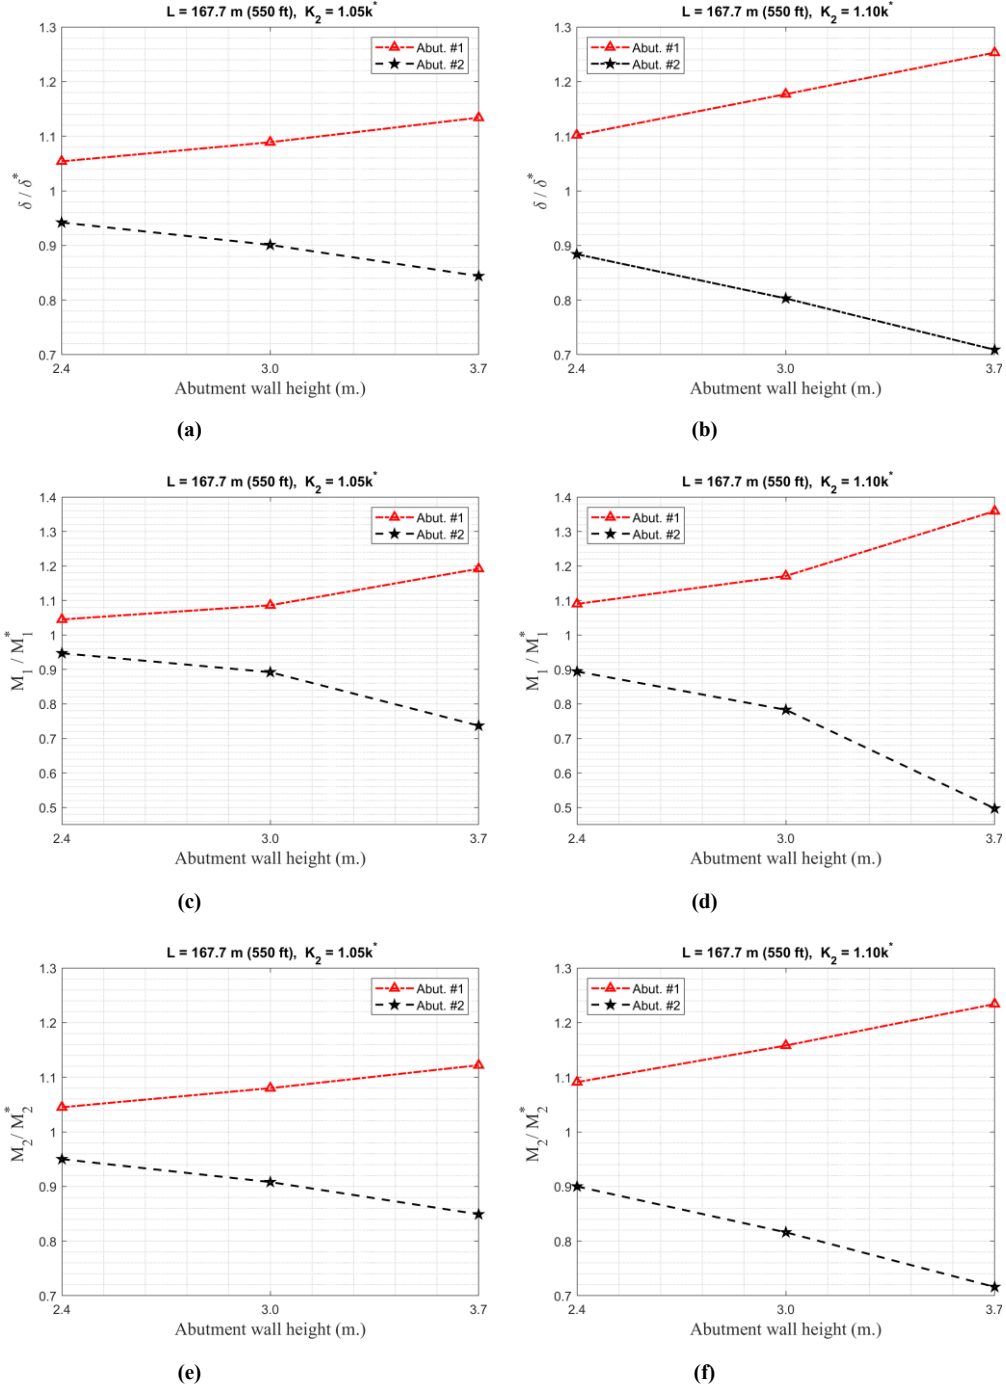 L = 167.7 m (550 ft),  K₂ = 1.05k*
1.3
1.2
1.1
1
0.9
0.8
0.7
δ / δ*
Abut. #1
Abut. #2
2.4 3.0 3.7
Abutment wall height (m.)
(a)
L = 167.7 m (550 ft),  K₂ = 1.10k*
1.3
1.2
1.1
1
0.9
0.8
0.7
δ / δ*
Abut. #1
Abut. #2
2.4 3.0 3.7
Abutment wall height (m.)
(b)
L = 167.7 m (550 ft),  K₂ = 1.05k*
1.4
1.3
1.2
1.1
1
0.9
0.8
0.7
0.6
0.5
M₁ / M₁*
Abut. #1
Abut. #2
2.4 3.0 3.7
Abutment wall height (m.)
(c)
L = 167.7 m (550 ft),  K₂ = 1.10k*
1.4
1.3
1.2
1.1
1
0.9
0.8
0.7
0.6
0.5
M₁ / M₁*
Abut. #1
Abut. #2
2.4 3.0 3.7
Abutment wall height (m.)
(d)
L = 167.7 m (550 ft),  K₂ = 1.05k*
1.3
1.2
1.1
1
0.9
0.8
0.7
M₂/ M₂*
Abut. #1
Abut. #2
2.4 3.0 3.7
Abutment wall height (m.)
(e)
L = 167.7 m (550 ft),  K₂ = 1.10k*
1.3
1.2
1.1
1
0.9
0.8
0.7
M₂/ M₂*
Abut. #1
Abut. #2
2.4 3.0 3.7
Abutment wall height (m.)
(f)